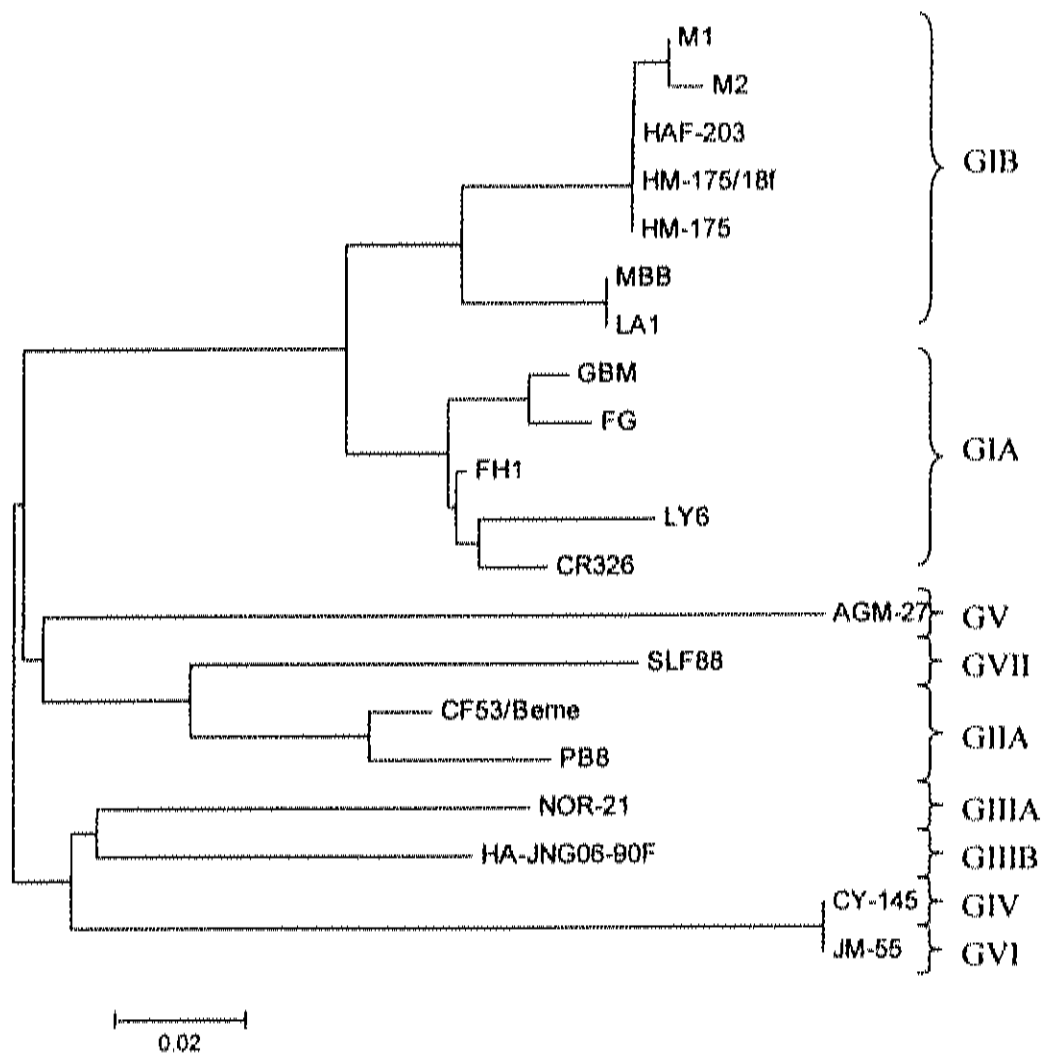 M1
M2
HAF-203
GIB
HM-175/18f
HM-175
MBB
LA1
GBM
FG
GIA
FH1
LY6
CR326
AGM-27
GV
SLF88
GVII
CF53/Berne
GIIA
PB8
NOR-21
GIIIA
HA-JNG06-90F
GIIIB
CY-145
GIV
JM-55
GVI
0.02